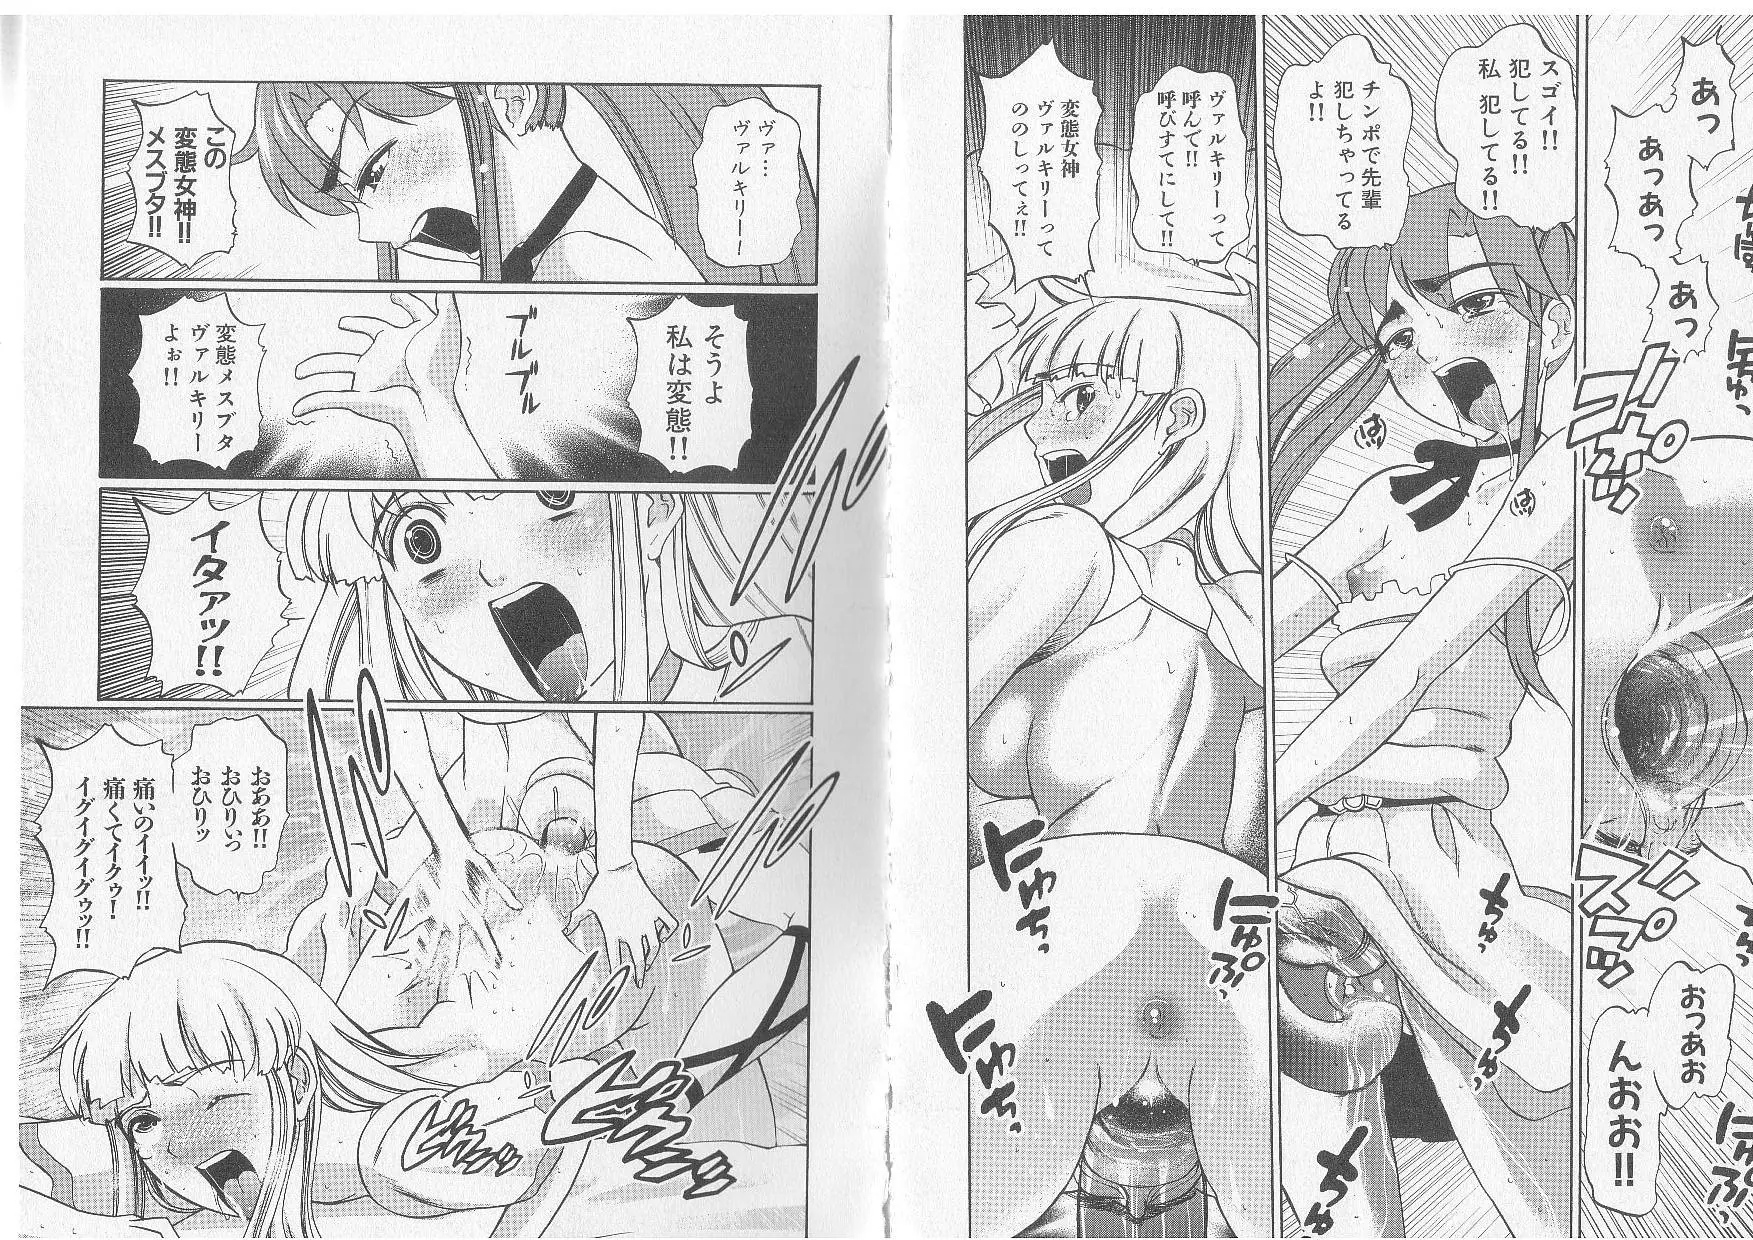 あっ
あっあっ
あっ
おっあお
んおお!!
スゴイ!!
犯してる!!
私 犯してる!!
チンポで先輩
犯しちゃってる
よ!!
ヴァルキリーって
呼んで!!
呼びすてにして!!
変態女神
ヴァルキリーって
ののしってぇ!!
ヴァ…
ヴァルキリー!
この
変態女神!!
メスブタ!!
そうよ
私は変態!!
ブルブル
ブルブル
変態メスブタ
ヴァルキリー
よぉ!!
イタァッ!!
おああ!!
おひりいっ
おひりッ
痛いのイイッ!!
痛くてイクゥ!
イグイグイグゥッ!!